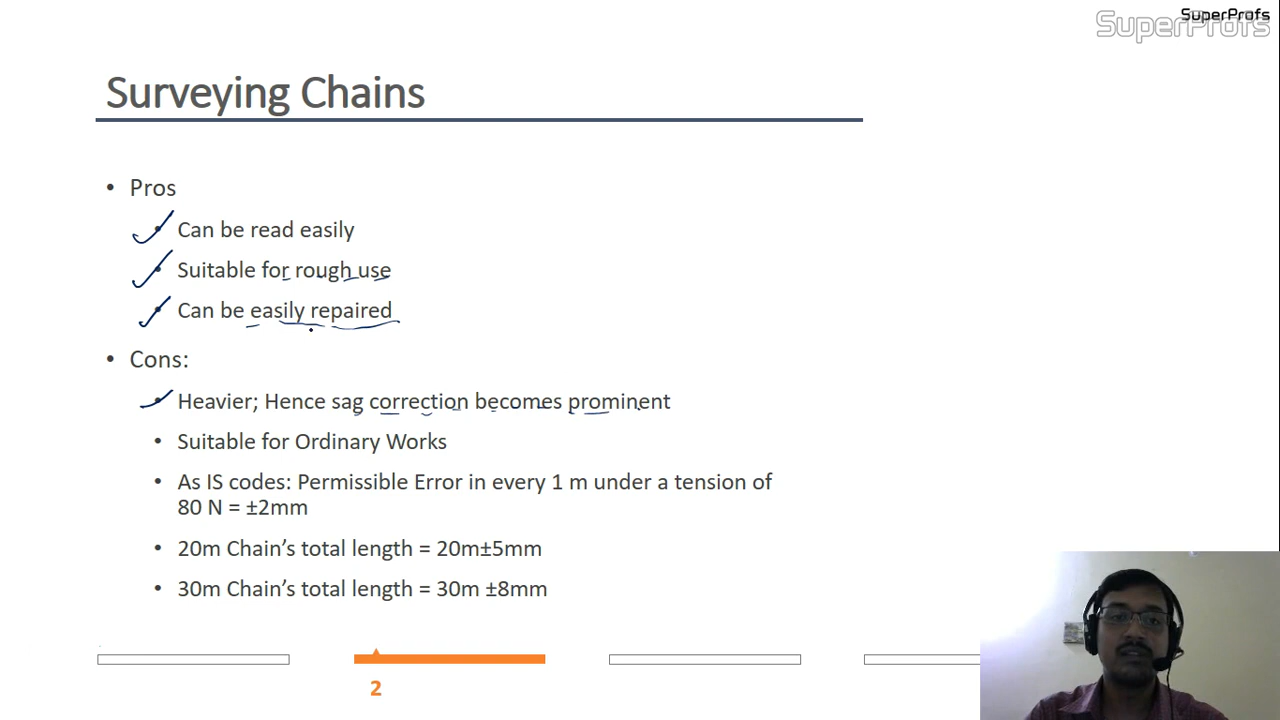 SuperProfs
SuperProfs
Surveying Chains
• Pros
• Can be read easily
• Suitable for rough use
• Can be easily repaired
• Cons:
• Heavier; Hence sag correction becomes prominent
• Suitable for Ordinary Works
• As IS codes: Permissible Error in every 1 m under a tension of
80 N = ±2mm
• 20m Chain’s total length = 20m±5mm
• 30m Chain’s total length = 30m ±8mm
2